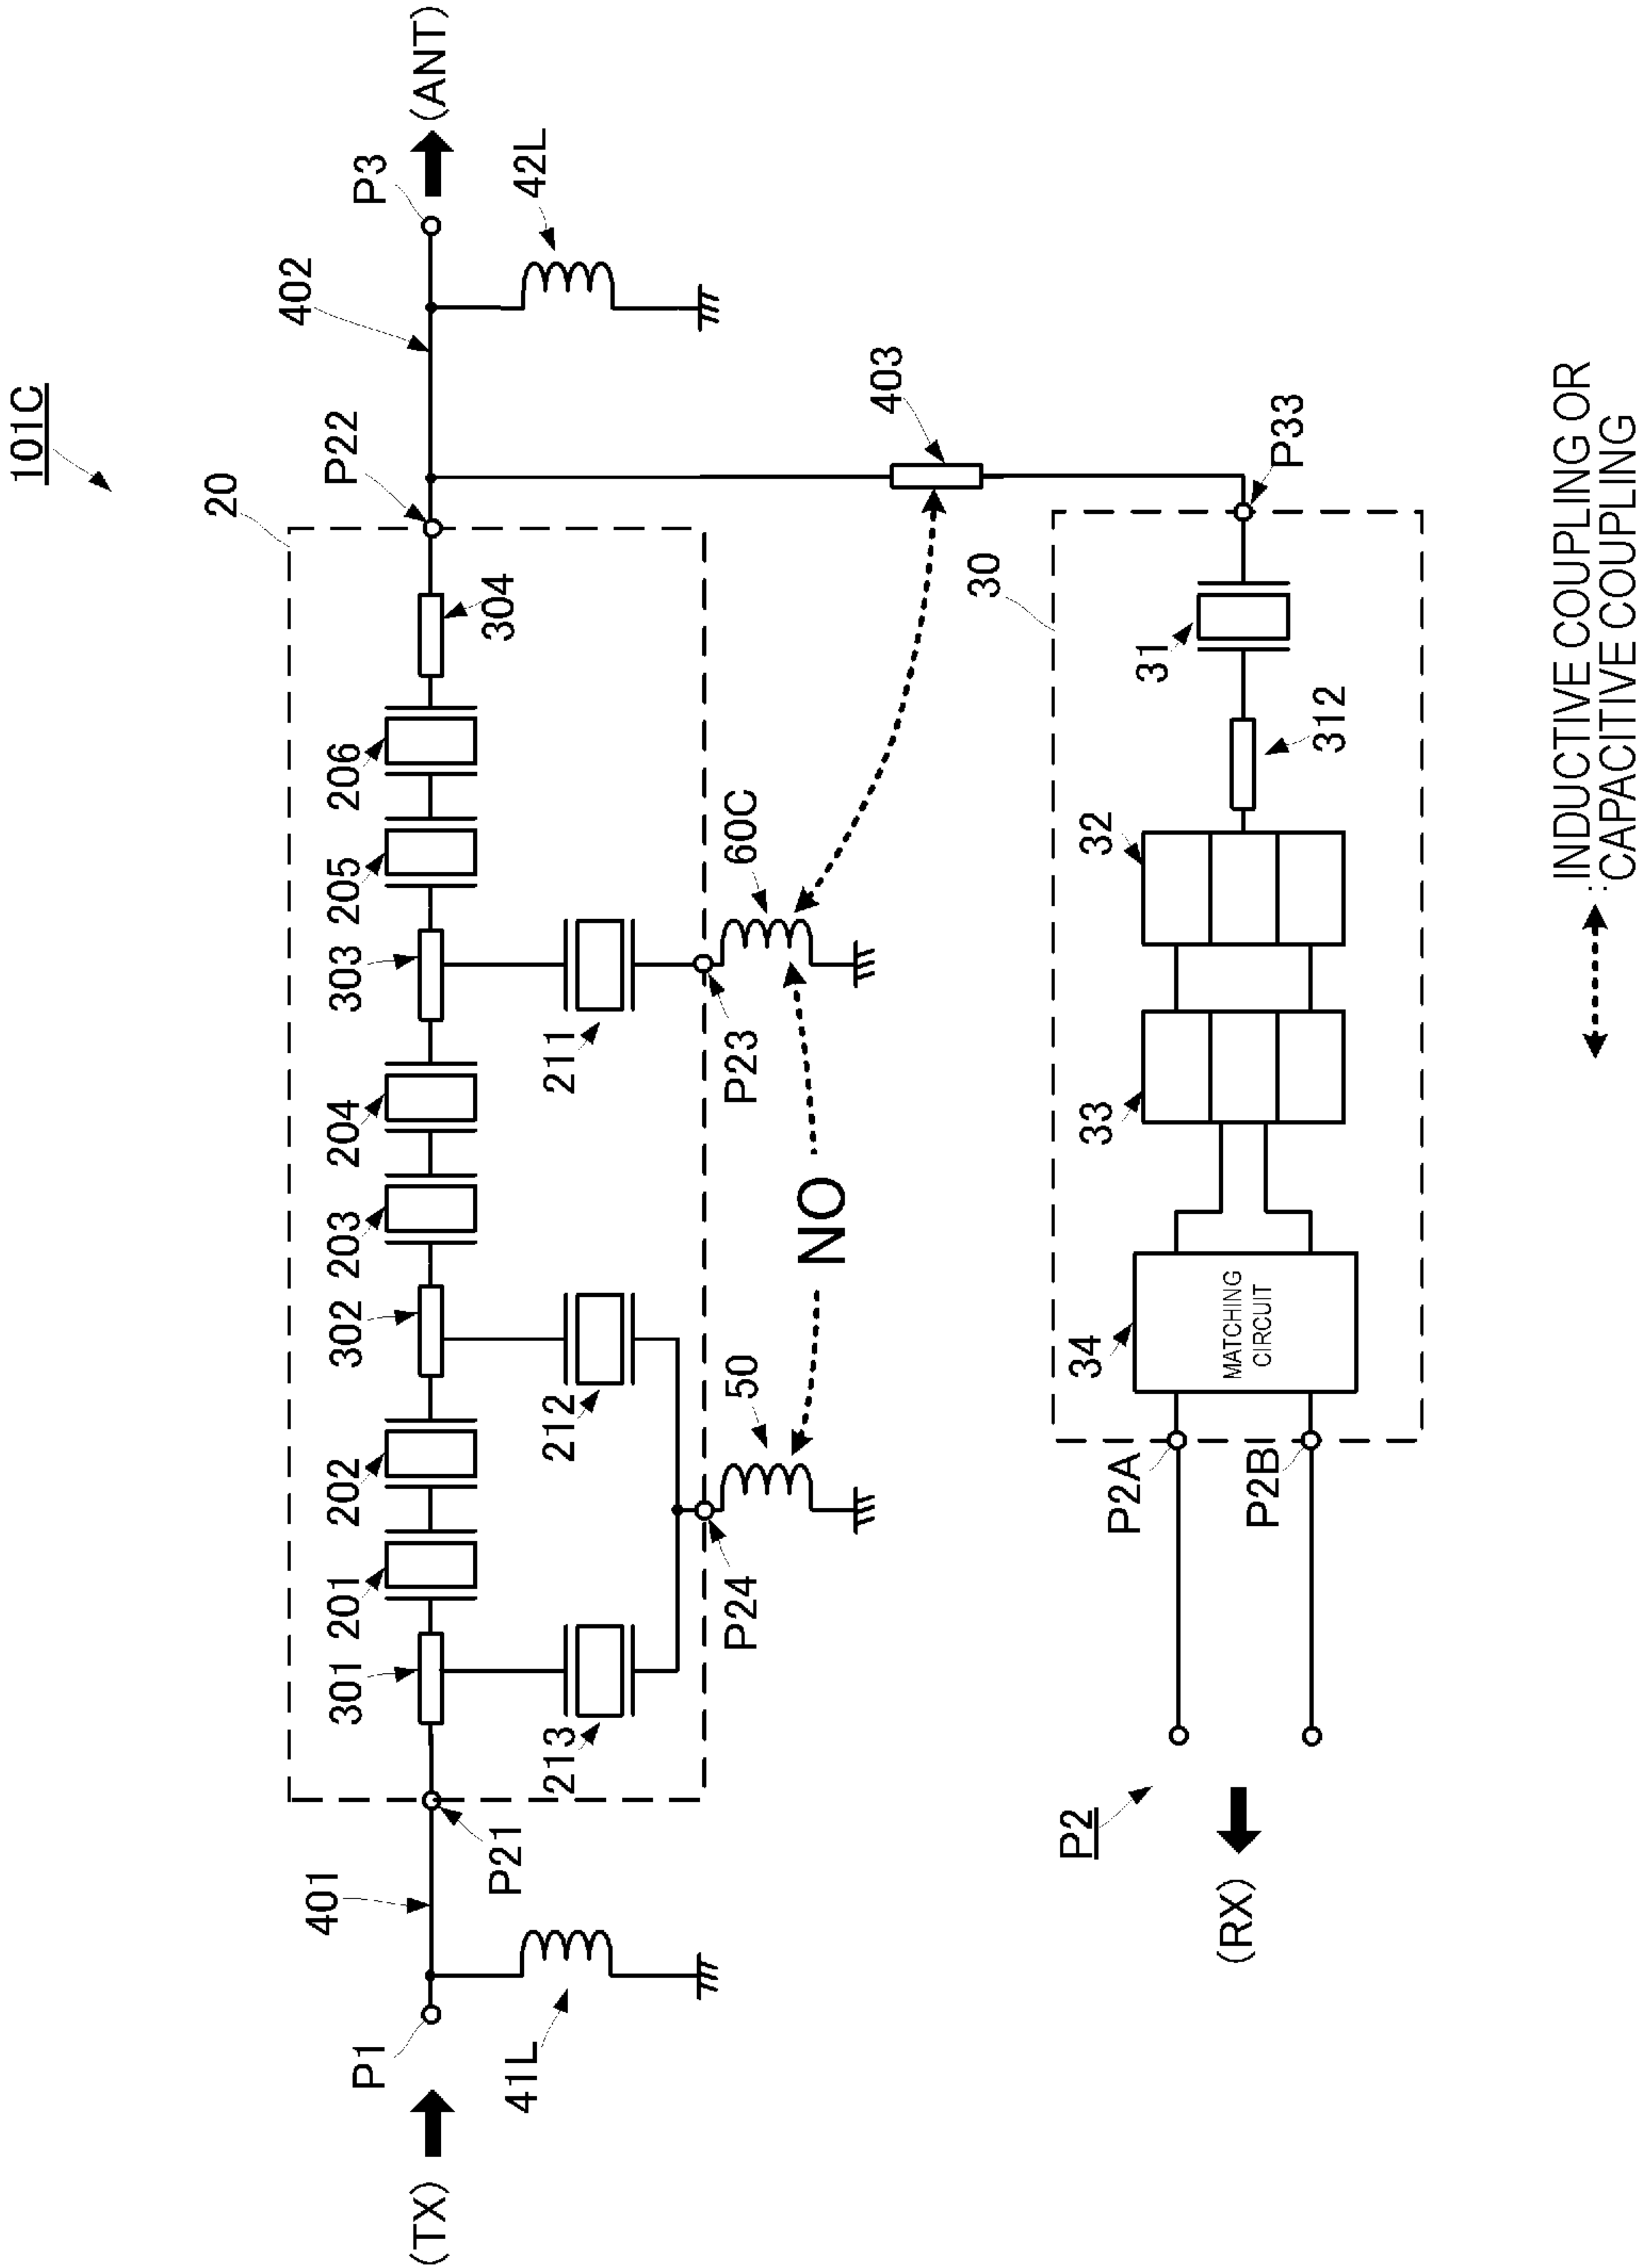 101C
(TX)
P1
41L
401
P21
20
301
201
202
302
203
204
303
205
206
304
P22
402
P3
(ANT)
42L
213
212
211
P24
50
P23
60C
NO
403
30
P33
31
312
32
33
34
MATCHING
CIRCUIT
P2A
P2B
P2
(RX)
: INDUCTIVE COUPLING OR
CAPACITIVE COUPLING